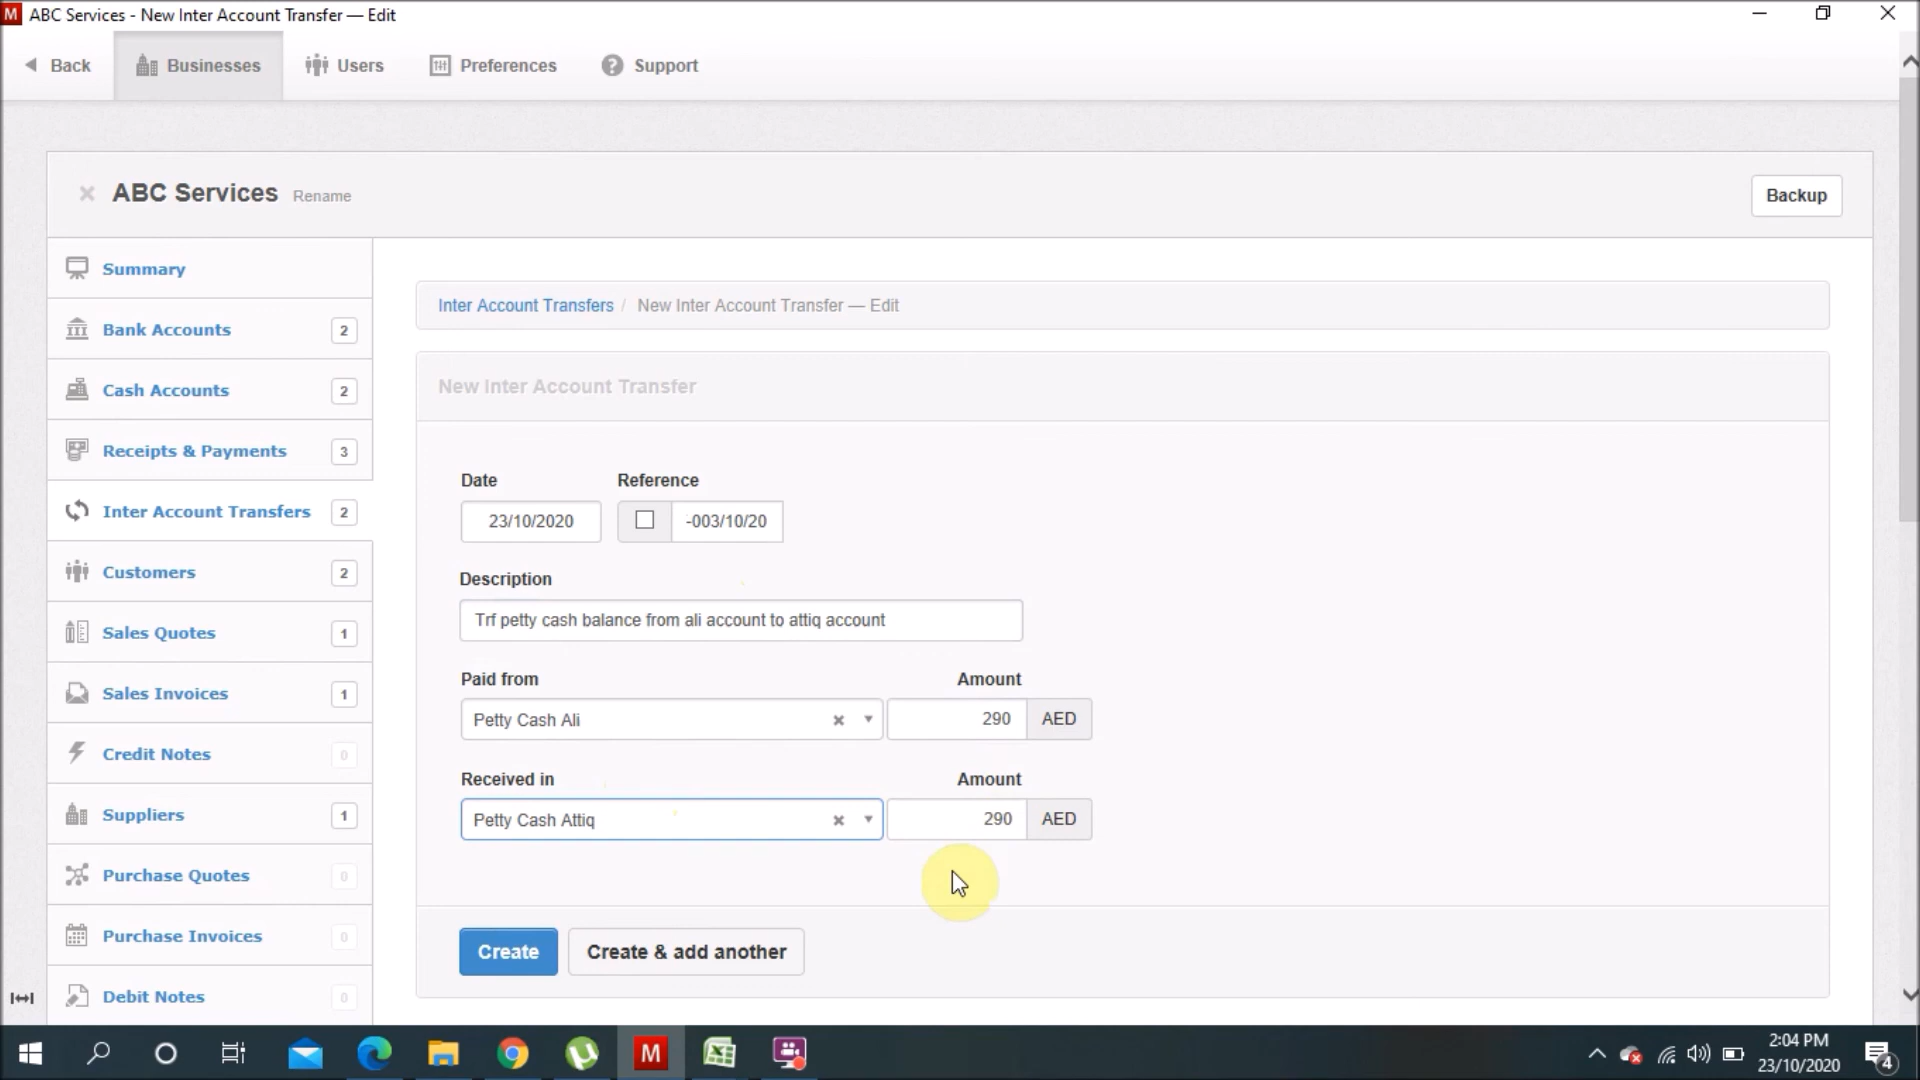 M ABC Services - New Inter Account Transfer — Edit
Back Businesses Users Preferences ? Support
ABC Services Rename Backup
Summary
Bank Accounts 2
Cash Accounts 2
Receipts & Payments 3
Inter Account Transfers 2
Customers 2
Sales Quotes 1
Sales Invoices 1
Credit Notes 0
Suppliers 1
Purchase Quotes 0
Purchase Invoices 0
Debit Notes 0
Inter Account Transfers / New Inter Account Transfer — Edit
New Inter Account Transfer
Date Reference
23/10/2020 -003/10/20
Description
Trf petty cash balance from ali account to attiq account
Paid from Amount
Petty Cash Ali 290 AED
Received in Amount
Petty Cash Attiq 290 AED
Create Create & add another
M
2:04 PM
23/10/2020
4